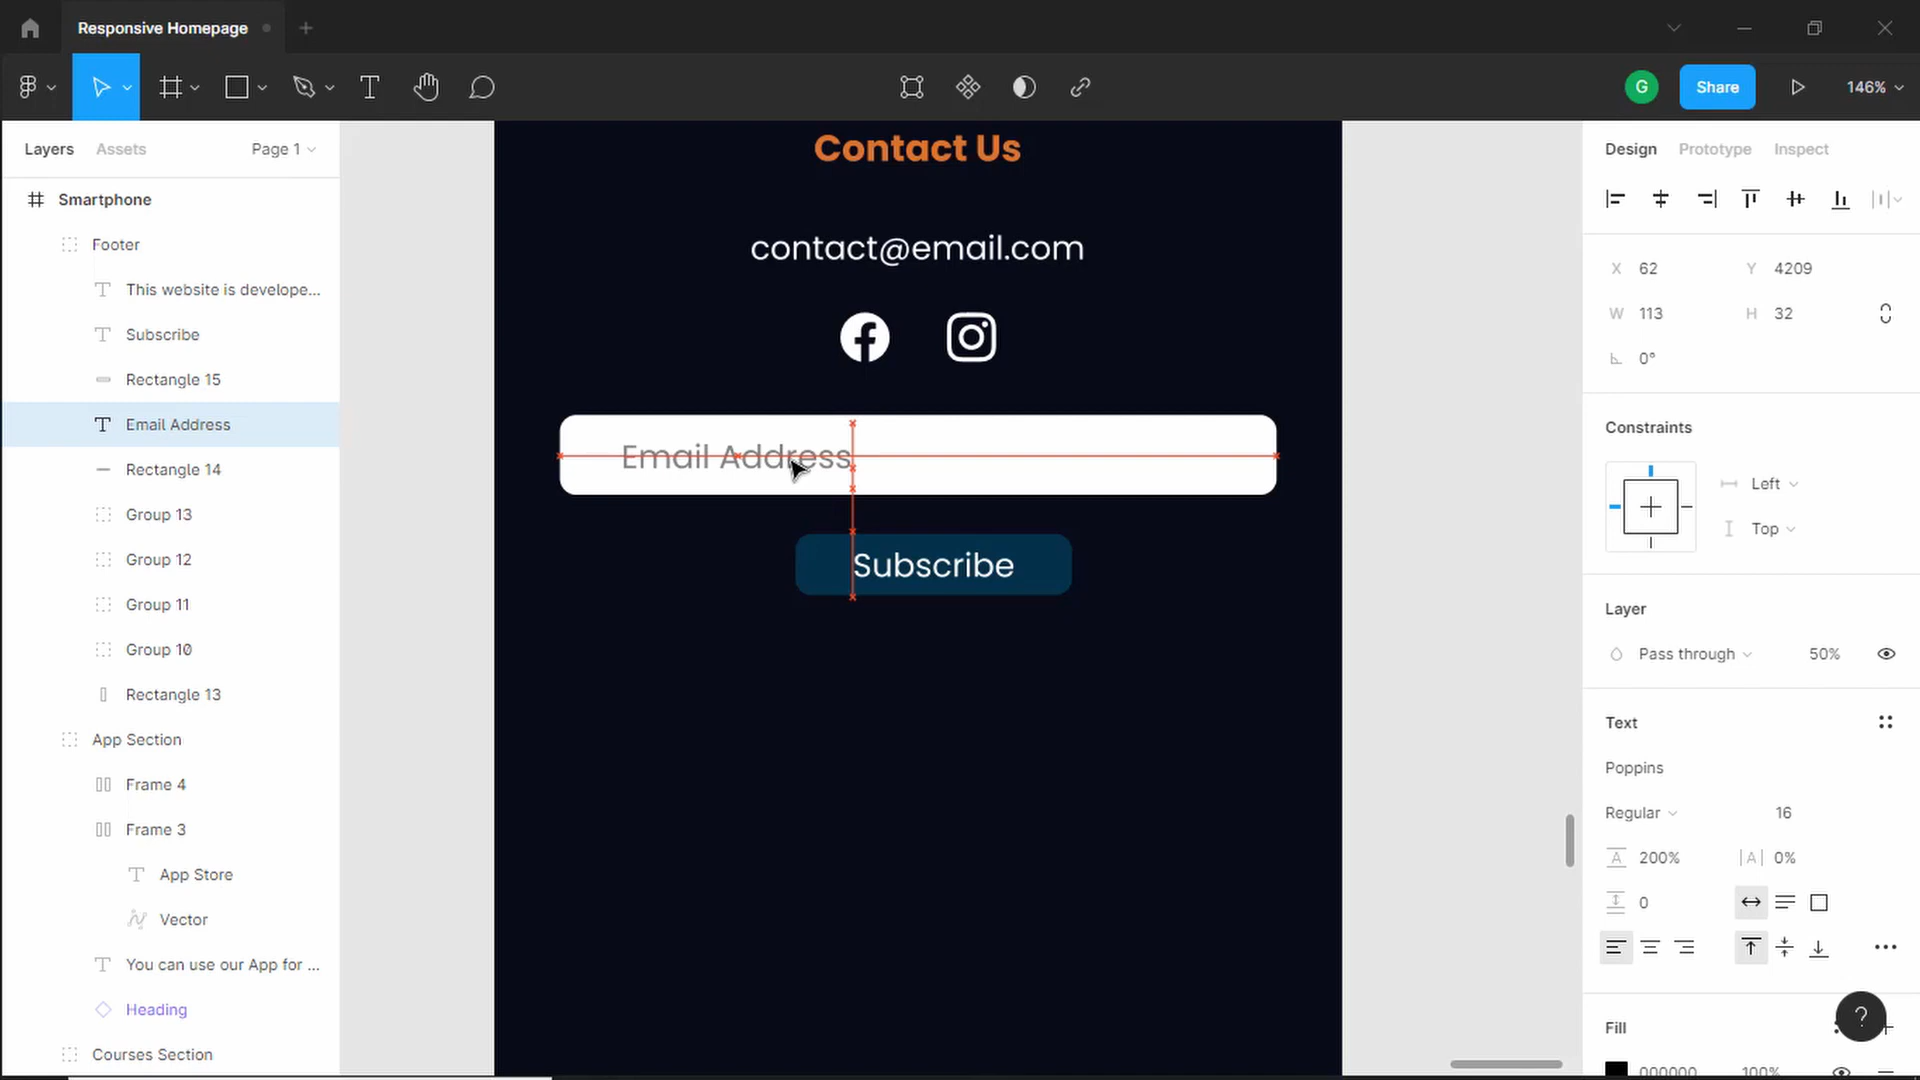 Responsive Homepage
G
Share
146%
Layers
Assets
Page 1
Smartphone
Footer
This website is develope...
Subscribe
Rectangle 15
Email Address
Rectangle 14
Group 13
Group 12
Group 11
Group 10
Rectangle 13
App Section
Frame 4
Frame 3
App Store
Vector
You can use our App for ...
Heading
Courses Section
Contact Us
contact@email.com
Email Address
Subscribe
Design
Prototype
Inspect
X 62
Y 4209
W 113
H 32
0°
Constraints
Left
Top
Layer
Pass through
50%
Text
Poppins
Regular
16
200%
0%
0
Fill
?
000000
100%